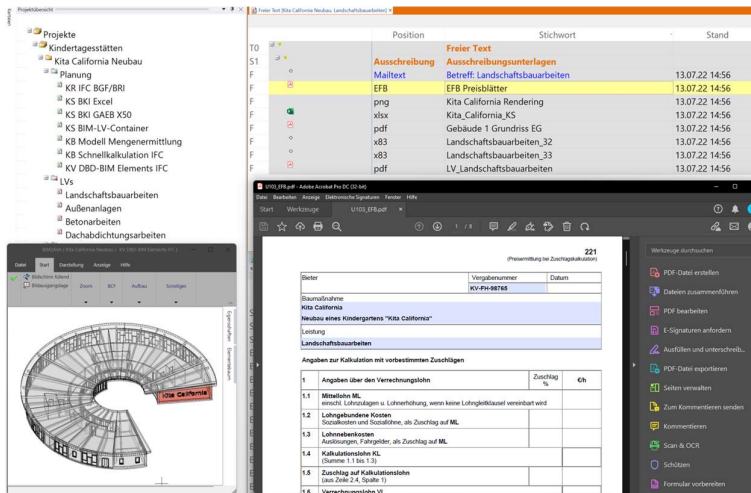 Karteien
Projektübersicht
Projekte
Kindertagesstätten
Kita California Neubau
Planung
KR IFC BGF/BRI
KS BKI Excel
KS BKI GAEB X50
KS BIM-LV-Container
KB Modell Mengenermittlung
KB Schnellkalkulation IFC
KV DBD-BIM Elements IFC
LVs
Landschaftsbauarbeiten
Außenanlagen
Betonarbeiten
Dachabdichtungsarbeiten
Freier Text [Kita California Neubau, Landschaftsbauarbeiten] ×
Position Stichwort Stand
T0 Freier Text
S1 Ausschreibung Ausschreibungsunterlagen
F Mailtext Betreff: Landschaftsbauarbeiten 13.07.22 14:56
F EFB EFB Preisblätter 13.07.22 14:56
F png Kita California Rendering 13.07.22 14:56
F xlsx Kita_California_KS 13.07.22 14:56
F pdf Gebäude 1 Grundriss EG 13.07.22 14:56
F x83 Landschaftsbauarbeiten_32 13.07.22 14:56
F x83 Landschaftsbauarbeiten_33 13.07.22 14:56
F pdf LV_Landschaftsbauarbeiten 13.07.22 14:56
Datei Start Darstellung Anzeige Hilfe
Bildschirm füllend
Bildausgangslage
Zoom BCF Aufbau Sonstiges
Eigenschaften Elementebaum
Kita California
U103_EFB.pdf - Adobe Acrobat Pro DC (32-bit)
Datei Bearbeiten Anzeige Elektronische Signaturen Fenster Hilfe
Start Werkzeuge U103_EFB.pdf ×
1 / 8
221
(Preisermittlung bei Zuschlagskalkulation)
Bieter Vergabenummer Datum
KV-FH-98765
Baumaßnahme
Kita California
Neubau eines Kindergartens "Kita California"
Leistung
Landschaftsbauarbeiten
Angaben zur Kalkulation mit vorbestimmten Zuschlägen
1 Angaben über den Verrechnungslohn Zuschlag % €/h
1.1 Mittellohn ML
einschl. Lohnzulagen u. Lohnerhöhung, wenn keine Lohngleitklausel vereinbart wird
1.2 Lohngebundene Kosten
Sozialkosten und Soziallöhne, als Zuschlag auf ML
1.3 Lohnnebenkosten
Auslösungen, Fahrgelder, als Zuschlag auf ML
1.4 Kalkulationslohn KL
(Summe 1.1 bis 1.3)
1.5 Zuschlag auf Kalkulationslohn
(aus Zeile 2.4, Spalte 1)
1.6 Verrechnungslohn VL
Werkzeuge durchsuchen
PDF-Datei erstellen
Dateien zusammenführen
PDF bearbeiten
E-Signaturen anfordern
Ausfüllen und unterschreib...
PDF-Datei exportieren
Seiten verwalten
Zum Kommentieren senden
Kommentieren
Scan & OCR
Schützen
Formular vorbereiten